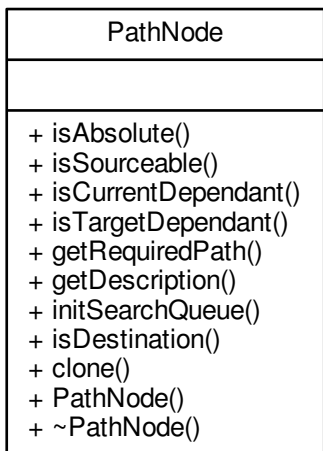 PathNode
+ isAbsolute()
+ isSourceable()
+ isCurrentDependant()
+ isTargetDependant()
+ getRequiredPath()
+ getDescription()
+ initSearchQueue()
+ isDestination()
+ clone()
+ PathNode()
+ ~PathNode()